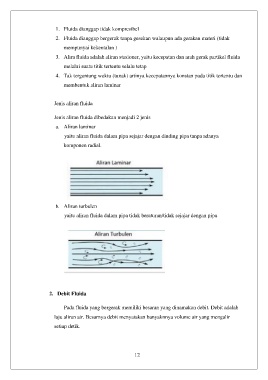 1. Fluida dianggap tidak kompresibel
2. Fluida dianggap bergerak tanpa gesekan walaupun ada gerakan materi (tidak
mempunyai kekentalan )
3. Alira fluida adalah aliran stasioner, yaitu kecepatan dan arah gerak partikel fluida
melalui suatu titik tertentu selalu tetap
4. Tak tergantung waktu (tunak) artinya kecepatannya konstan pada titik tertentu dan
membentuk aliran laminar
Jenis aliran fluida
Jenis aliran fluida dibedakan menjadi 2 jenis
a. Aliran laminar
yaitu aliran fluida dalam pipa sejajar dengan dinding pipa tanpa adanya
komponen radial.
Aliran Laminar
b. Aliran turbulen
yaitu aliran fluida dalam pipa tidak beraturan/tidak sejajar dengan pipa
Aliran Turbulen
2. Debit Fluida
Pada fluida yang bergerak memiliki besaran yang dinamakan debit. Debit adalah
laju aliran air. Besarnya debit menyatakan banyaknnya volume air yang mengalir
setiap detik.
12